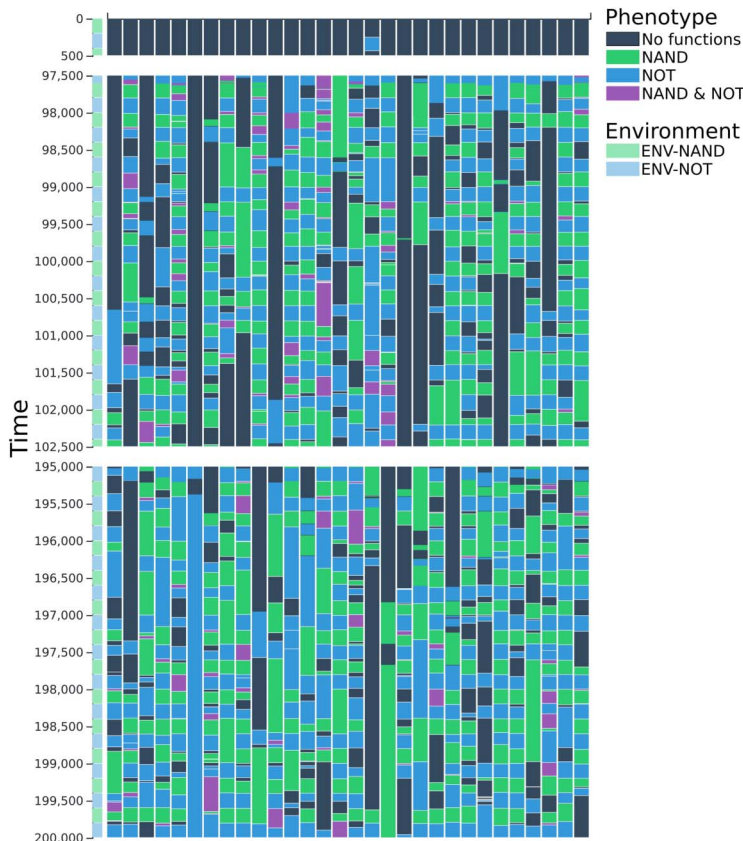 Phenotype
No functions
NAND
NOT
NAND & NOT
Environment
ENV-NAND
ENV-NOT
Time
0
500
97,500
98,000
98,500
99,000
99,500
100,000
100,500
101,000
101,500
102,000
102,500
195,000
195,500
196,000
196,500
197,000
197,500
198,000
198,500
199,000
199,500
200,000